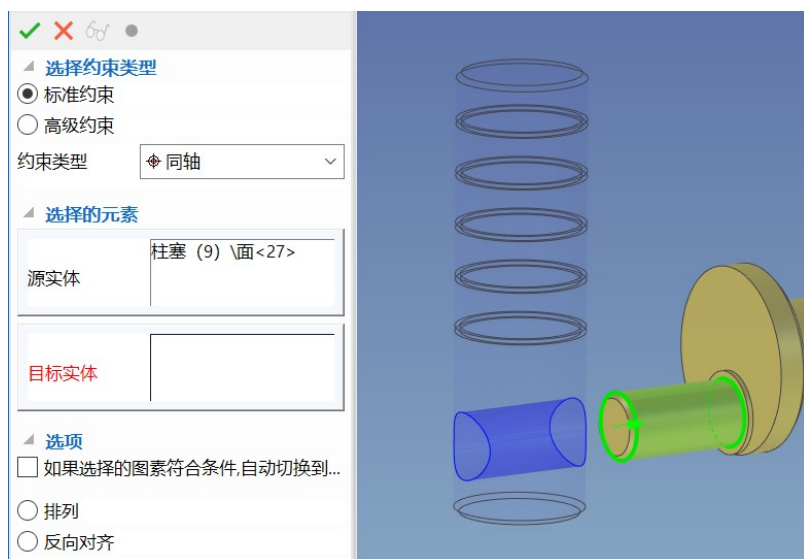 选择约束类型
标准约束
高级约束
约束类型 同轴
选择的元素
源实体 柱塞（9）\面<27>
目标实体
选项
如果选择的图素符合条件,自动切换到...
排列
反向对齐